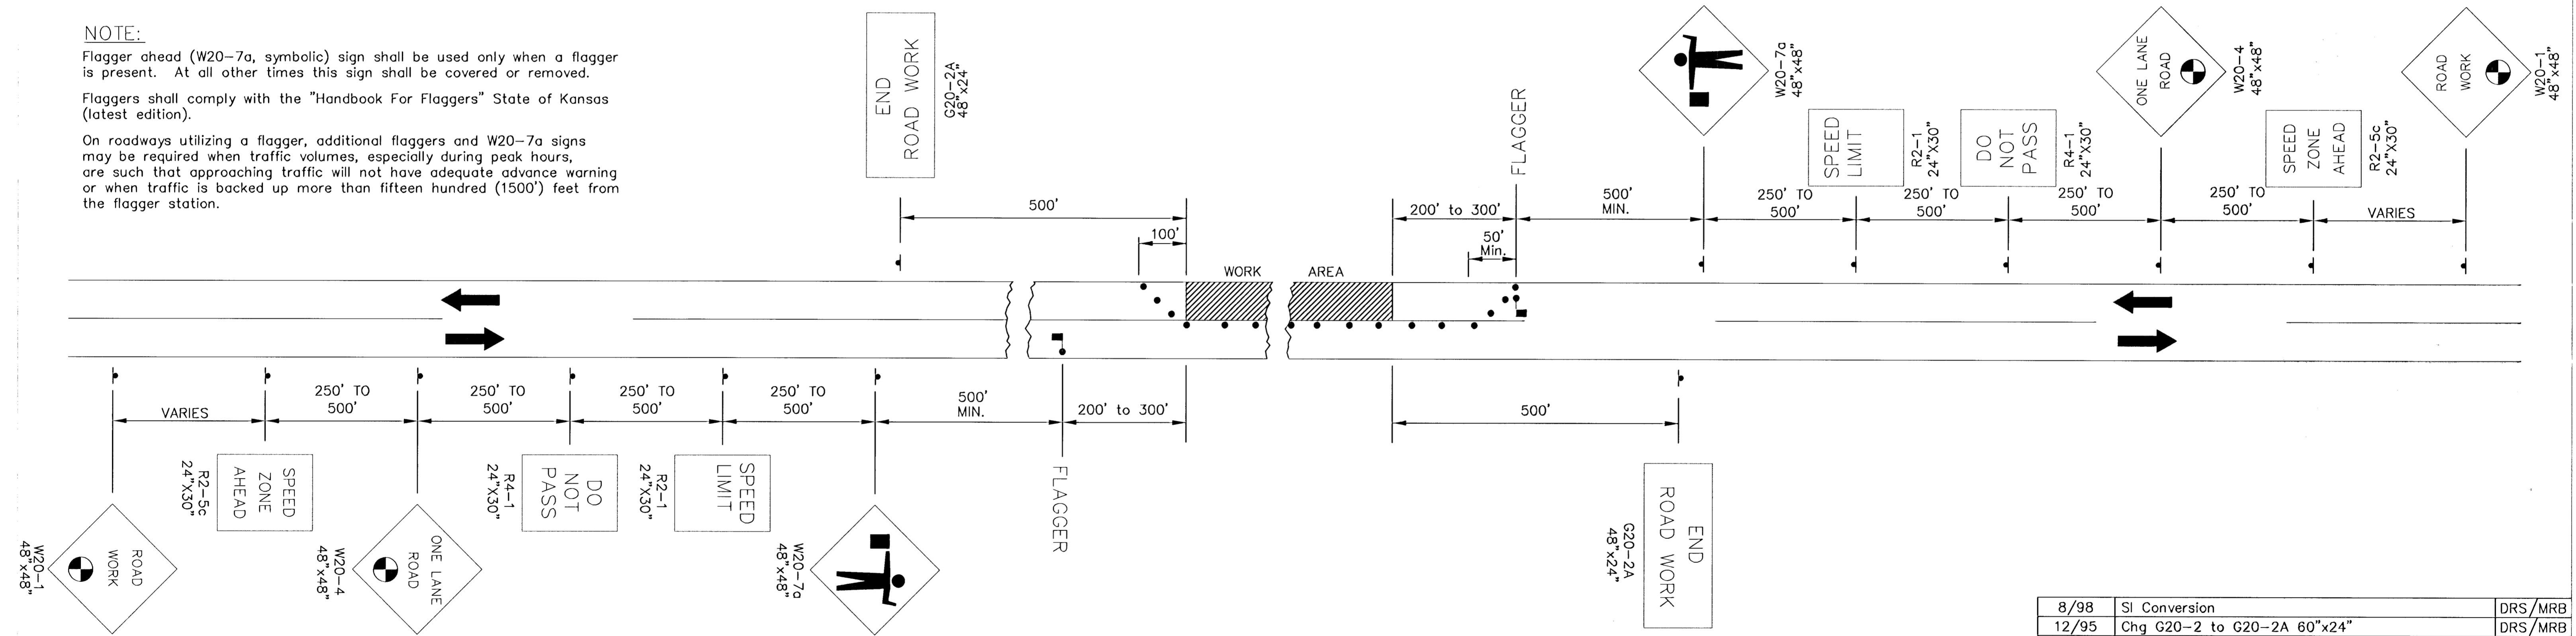 NOTE:
Flagger ahead (W20-7a, symbolic) sign shall be used only when a flagger
is present. At all other times this sign shall be covered or removed.
Flaggers shall comply with the "Handbook For Flaggers" State of Kansas
(latest edition).
On roadways utilizing a flagger, additional flaggers and W20-7a signs
may be required when traffic volumes, especially during peak hours,
are such that approaching traffic will not have adequate advance warning
or when traffic is backed up more than fifteen hundred (1500') feet from
the flagger station.
END
ROAD WORK
G20-2A
48"x24"
FLAGGER
W20-7a
48"x48"
SPEED
LIMIT
R2-1
24"X30"
DO
NOT
PASS
R4-1
24"X30"
ONE LANE
ROAD
W20-4
48"x48"
SPEED
ZONE
AHEAD
R2-5c
24"X30"
ROAD
WORK
W20-1
48"x48"
500'
200' to 300'
500'
MIN.
250' TO
500'
250' TO
500'
250' TO
500'
250' TO
500'
VARIES
100'
50'
Min.
WORK AREA
VARIES
250' TO
500'
250' TO
500'
250' TO
500'
250' TO
500'
500'
MIN.
200' to 300'
500'
ROAD
WORK
W20-1
48"x48"
SPEED
ZONE
AHEAD
R2-5c
24"X30"
ONE LANE
ROAD
W20-4
48"x48"
DO
NOT
PASS
R4-1
24"X30"
SPEED
LIMIT
R2-1
24"X30"
W20-7a
48"x48"
FLAGGER
END
ROAD WORK
G20-2A
48"x24"
8/98 SI Conversion DRS/MRB
12/95 Chg G20-2 to G20-2A 60"x24" DRS/MRB